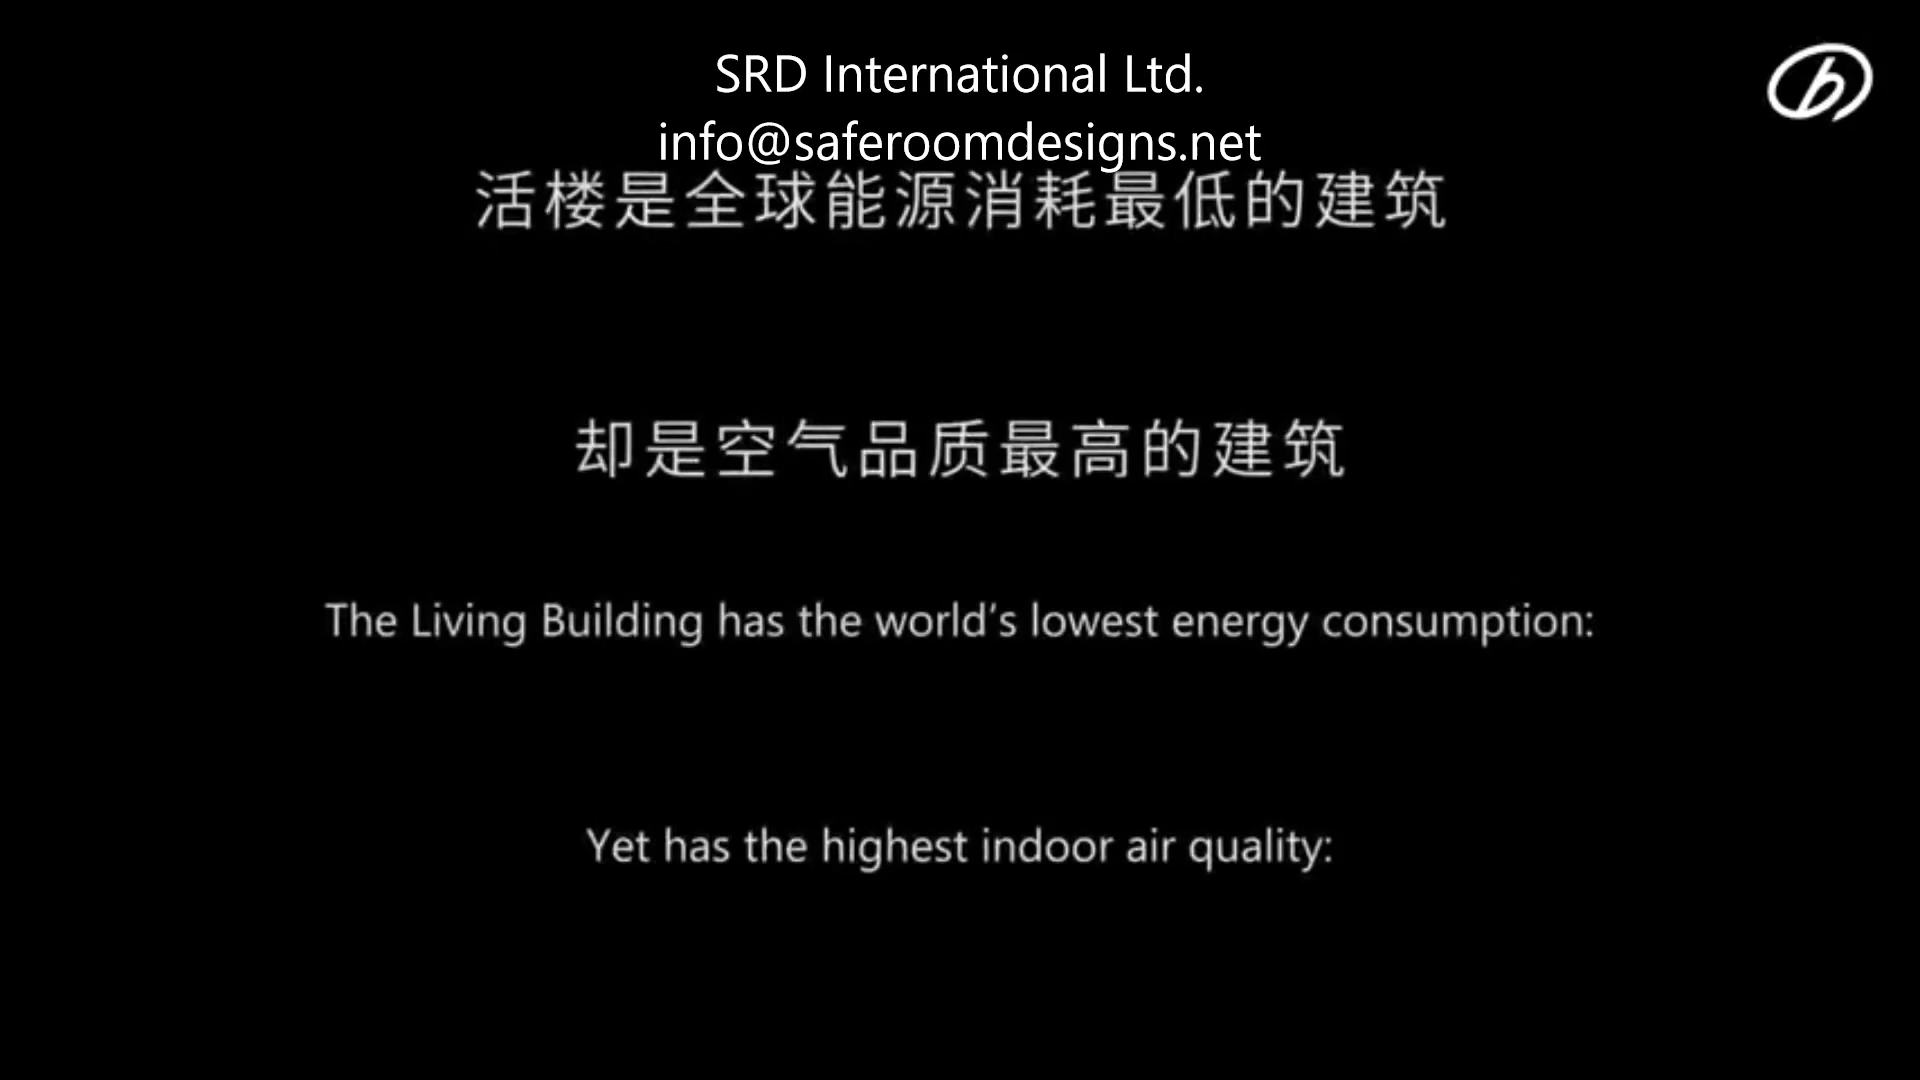 SRD International Ltd.
info@saferoomdesigns.net
活楼是全球能源消耗最低的建筑
却是空气品质最高的建筑
The Living Building has the world's lowest energy consumption:
Yet has the highest indoor air quality: